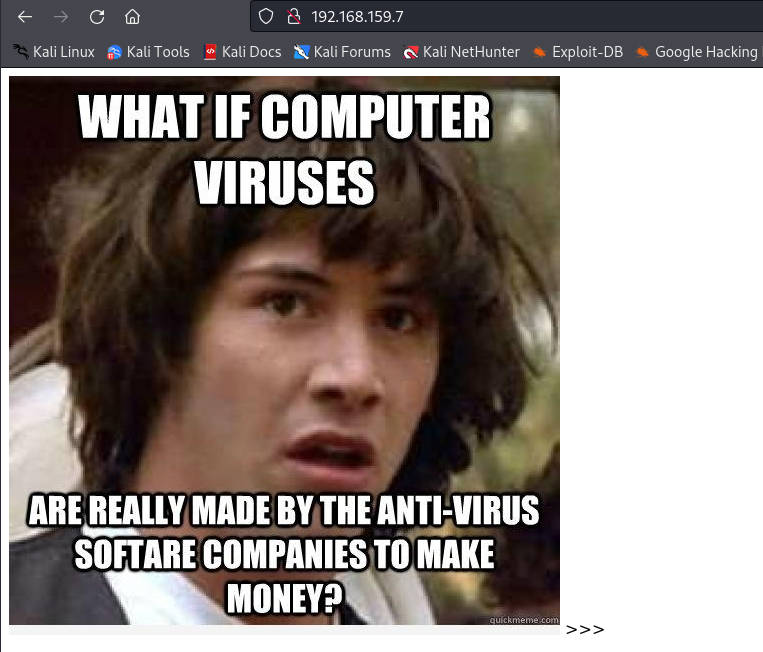 192.168.159.7
Kali Linux Kali Tools Kali Docs Kali Forums Kali NetHunter Exploit-DB Google Hacking
WHAT IF COMPUTER
VIRUSES
ARE REALLY MADE BY THE ANTI-VIRUS
SOFTARE COMPANIES TO MAKE
MONEY?
quickmeme.com
>>>